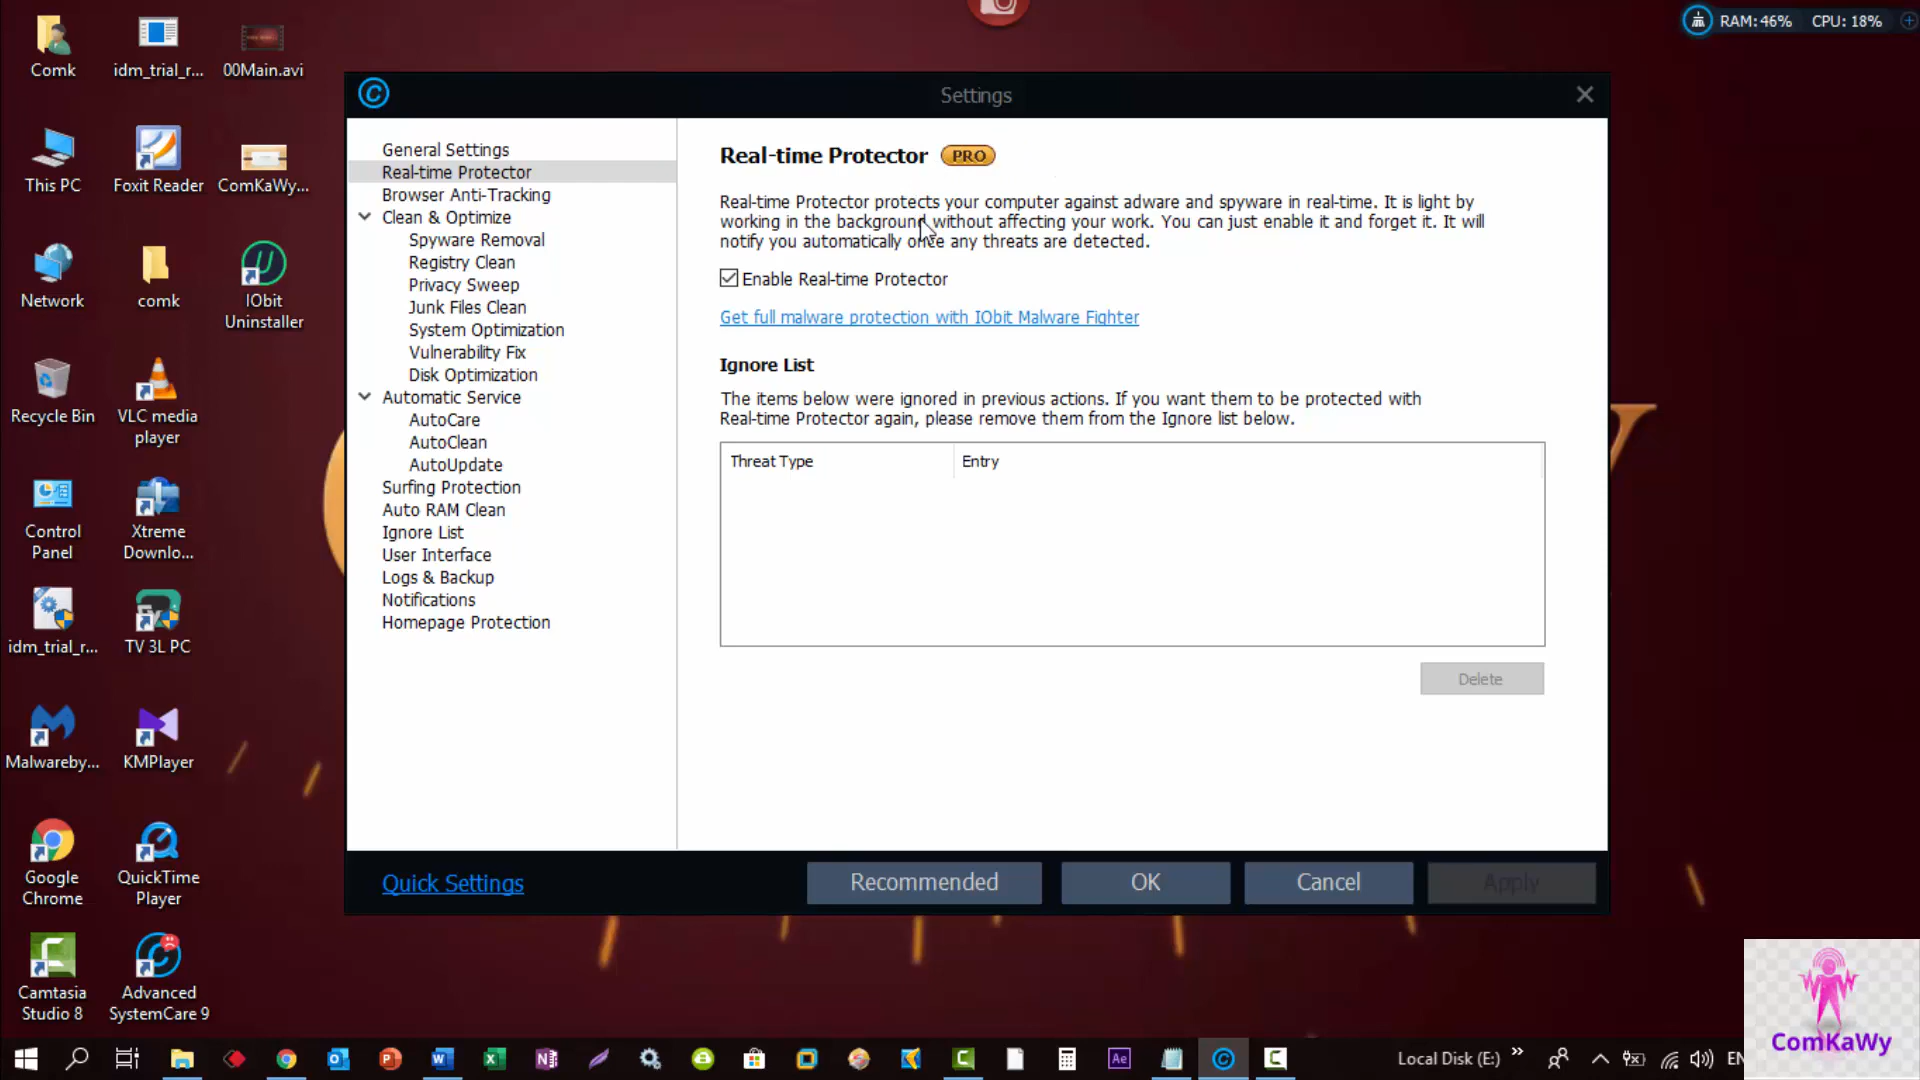 RAM:46% CPU: 18%
Comk
idm_trial_r...
00Main.avi
This PC
Foxit Reader
ComKaWy...
Network
comk
IObit
Uninstaller
Recycle Bin
VLC media
player
Control
Panel
Xtreme
Downlo...
idm_trial_r...
TV 3L PC
Malwareby...
KMPlayer
Google
Chrome
QuickTime
Player
Camtasia
Studio 8
Advanced
SystemCare 9
Settings
General Settings
Real-time Protector
Browser Anti-Tracking
Clean & Optimize
Spyware Removal
Registry Clean
Privacy Sweep
Junk Files Clean
System Optimization
Vulnerability Fix
Disk Optimization
Automatic Service
AutoCare
AutoClean
AutoUpdate
Surfing Protection
Auto RAM Clean
Ignore List
User Interface
Logs & Backup
Notifications
Homepage Protection
Real-time Protector PRO
Real-time Protector protects your computer against adware and spyware in real-time. It is light by
working in the background without affecting your work. You can just enable it and forget it. It will
notify you automatically once any threats are detected.
Enable Real-time Protector
Get full malware protection with IObit Malware Fighter
Ignore List
The items below were ignored in previous actions. If you want them to be protected with
Real-time Protector again, please remove them from the Ignore list below.
Threat Type Entry
Delete
Quick Settings
Recommended
OK
Cancel
Apply
ComKaWy
Local Disk (E:)
EN